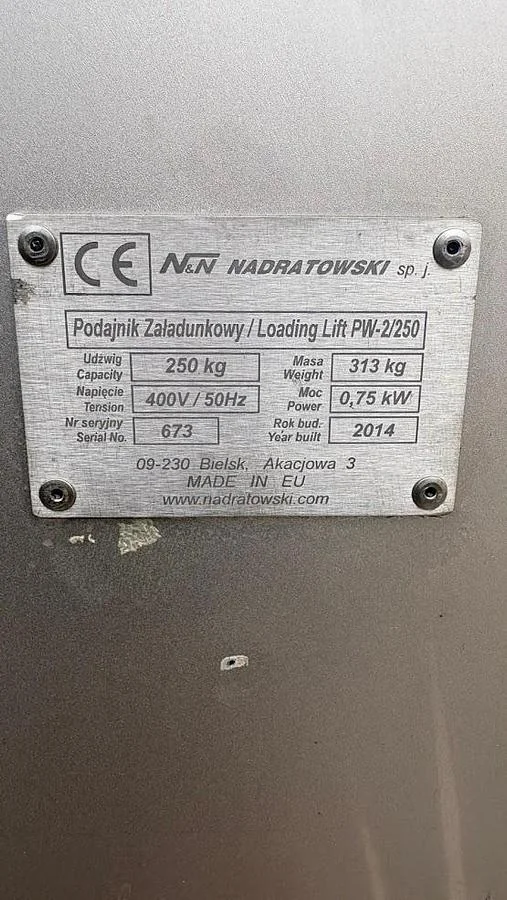 CE N&N NADRATOWSKI sp. j.
Podajnik Załadunkowy / Loading Lift PW-2/250
Udźwig
Capacity 250 kg Masa
Weight 313 kg
Napięcie
Tension 400V / 50Hz Moc
Power 0,75 kW
Nr seryjny
Serial No. 673 Rok bud.
Year built 2014
09-230 Bielsk, Akacjowa 3
MADE IN EU
www.nadratowski.com